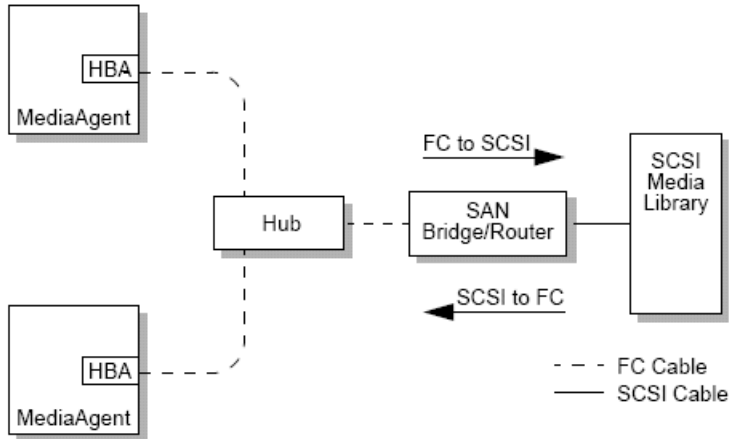 HBA
MediaAgent
FC to SCSI
SCSI
Media
Library
Hub
SAN
Bridge/Router
SCSI to FC
HBA
MediaAgent
FC Cable
SCSI Cable